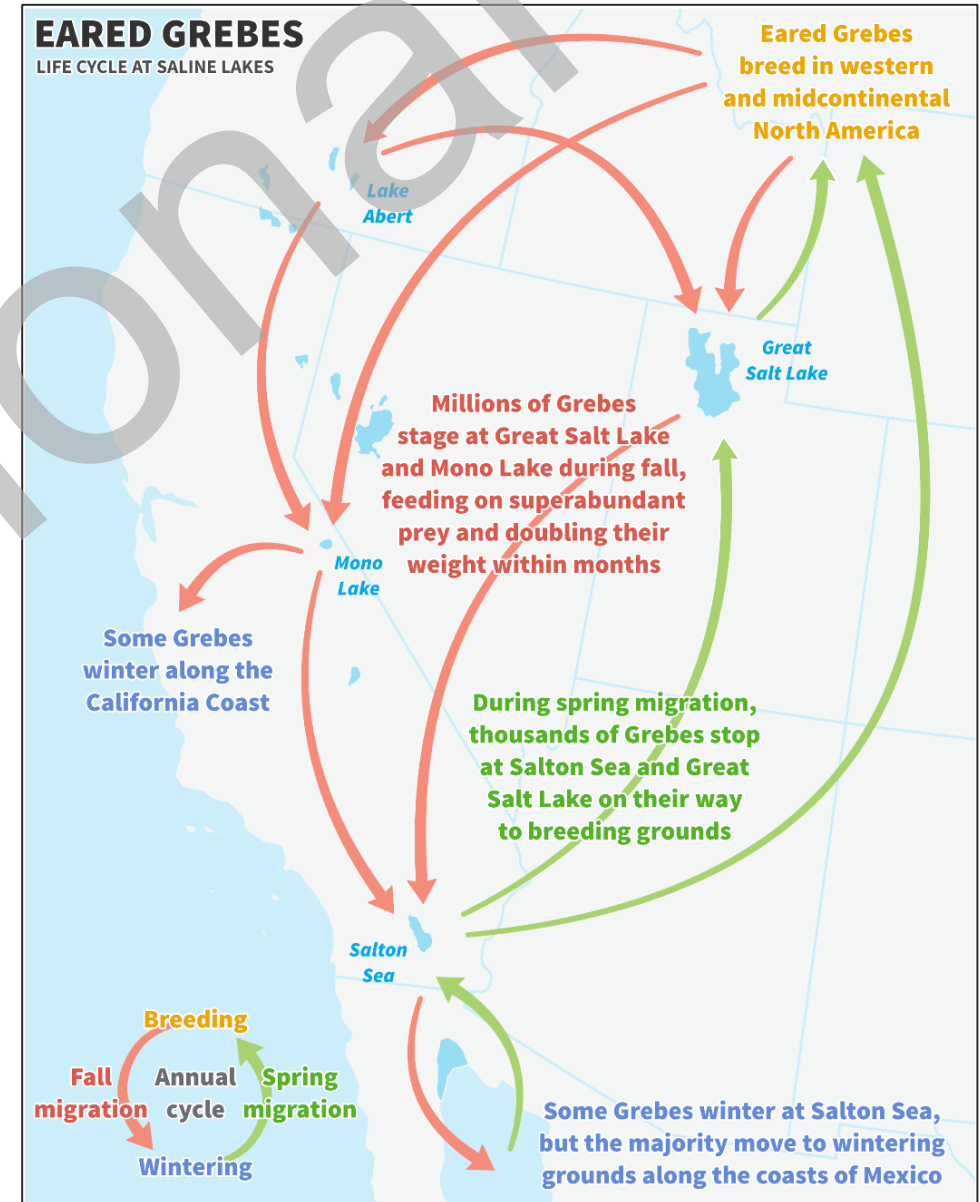 EARED GREBES
LIFE CYCLE AT SALINE LAKES
Eared Grebes
breed in western
and midcontinental
North America
Lake
Abert
Great
Salt Lake
Millions of Grebes
stage at Great Salt Lake
and Mono Lake during fall,
feeding on superabundant
prey and doubling their
weight within months
Mono
Lake
Some Grebes
winter along the
California Coast
During spring migration,
thousands of Grebes stop
at Salton Sea and Great
Salt Lake on their way
to breeding grounds
Salton
Sea
Breeding
Fall
migration
Annual
cycle
Spring
migration
Wintering
Some Grebes winter at Salton Sea,
but the majority move to wintering
grounds along the coasts of Mexico